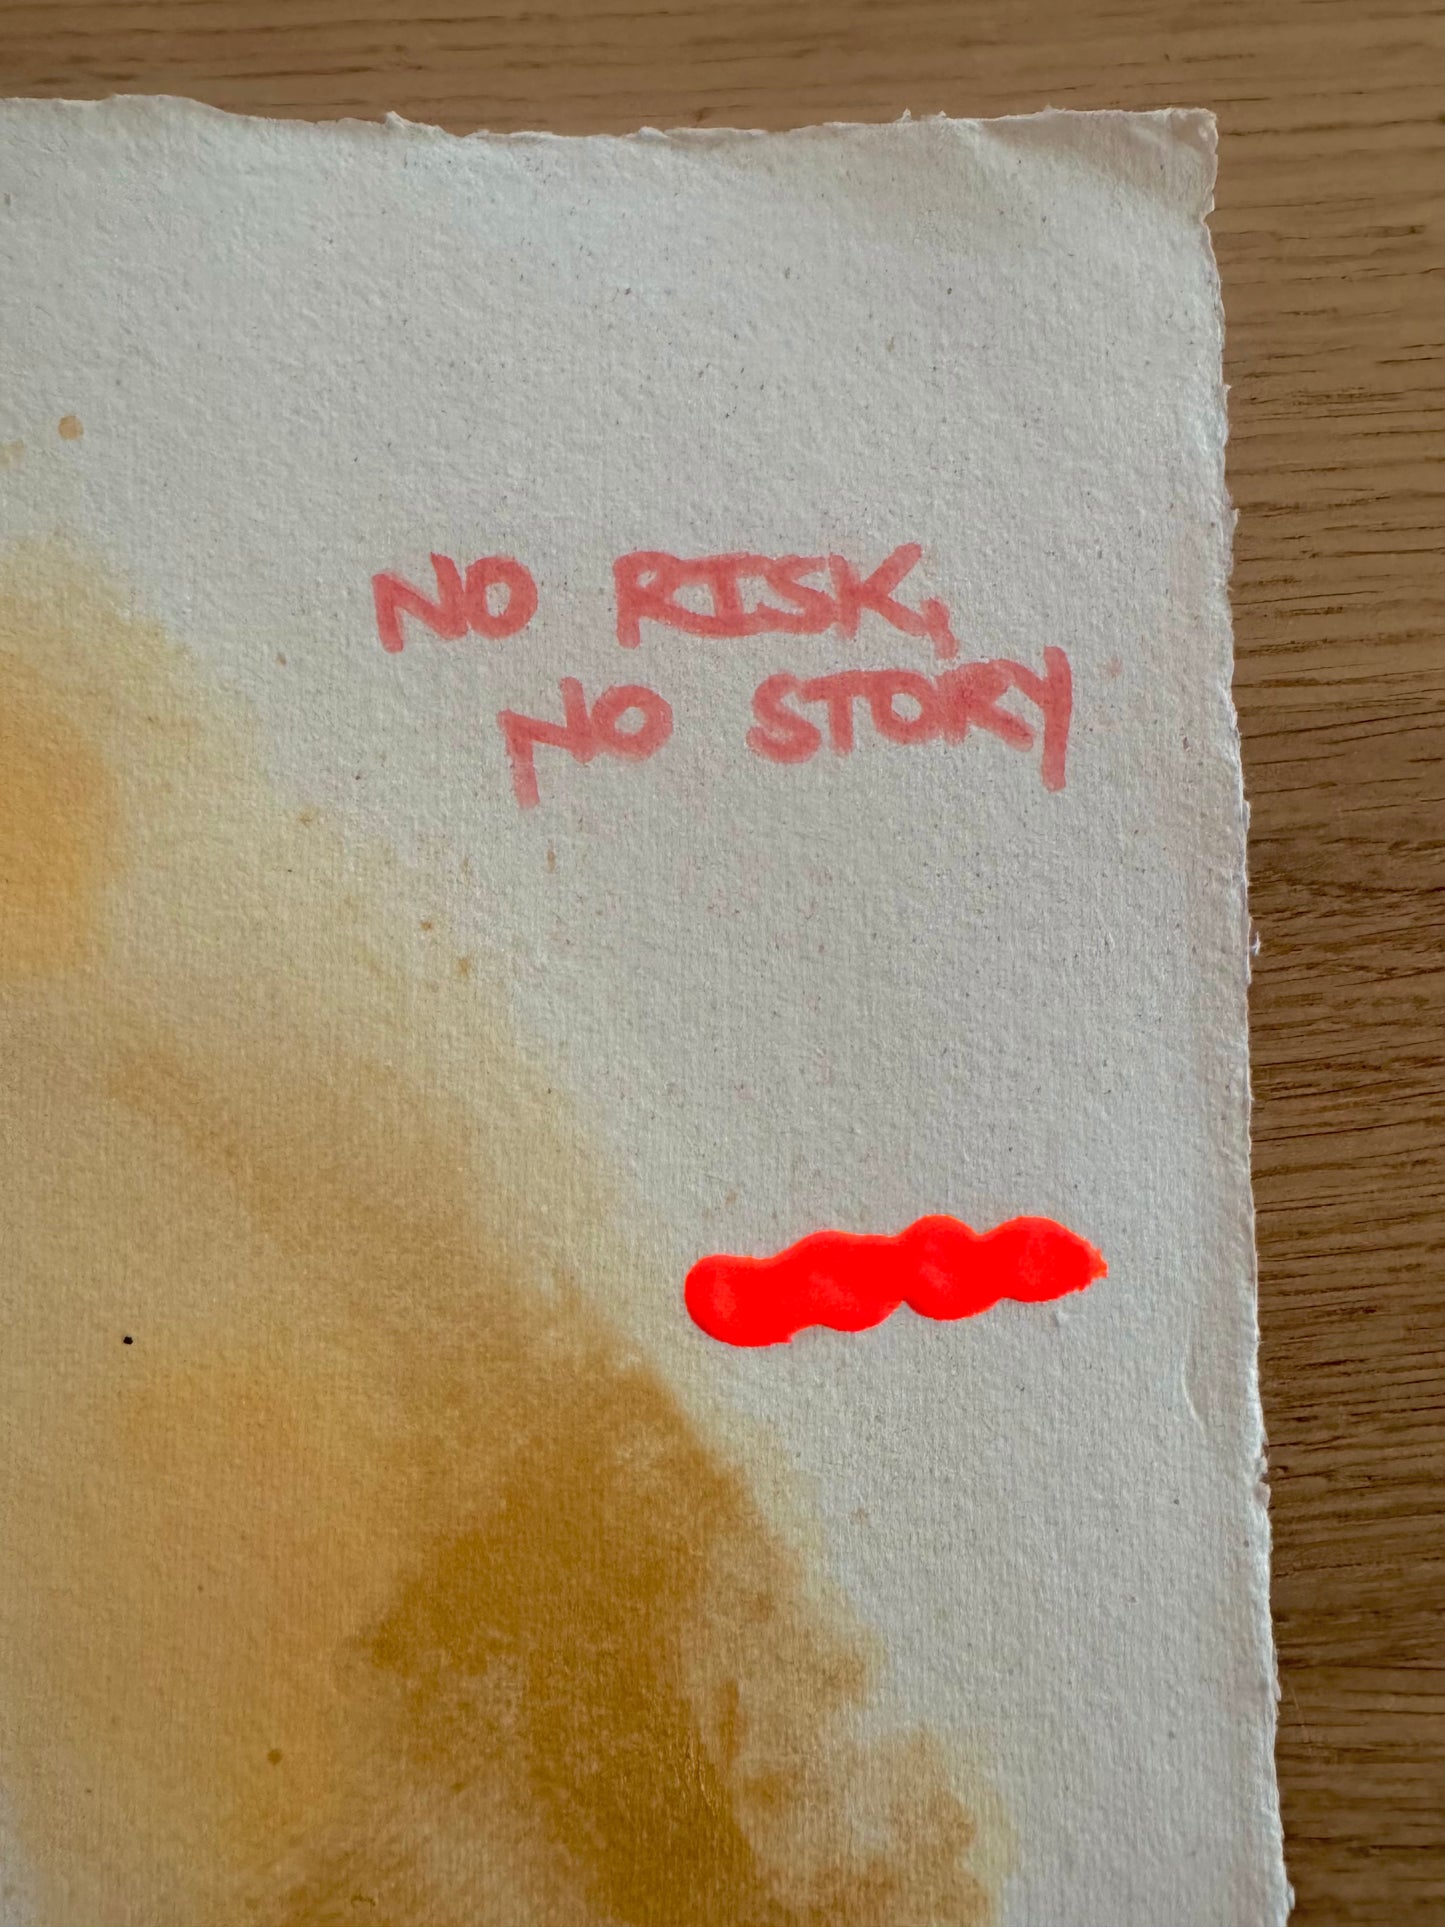 NO RISK,
NO STORY